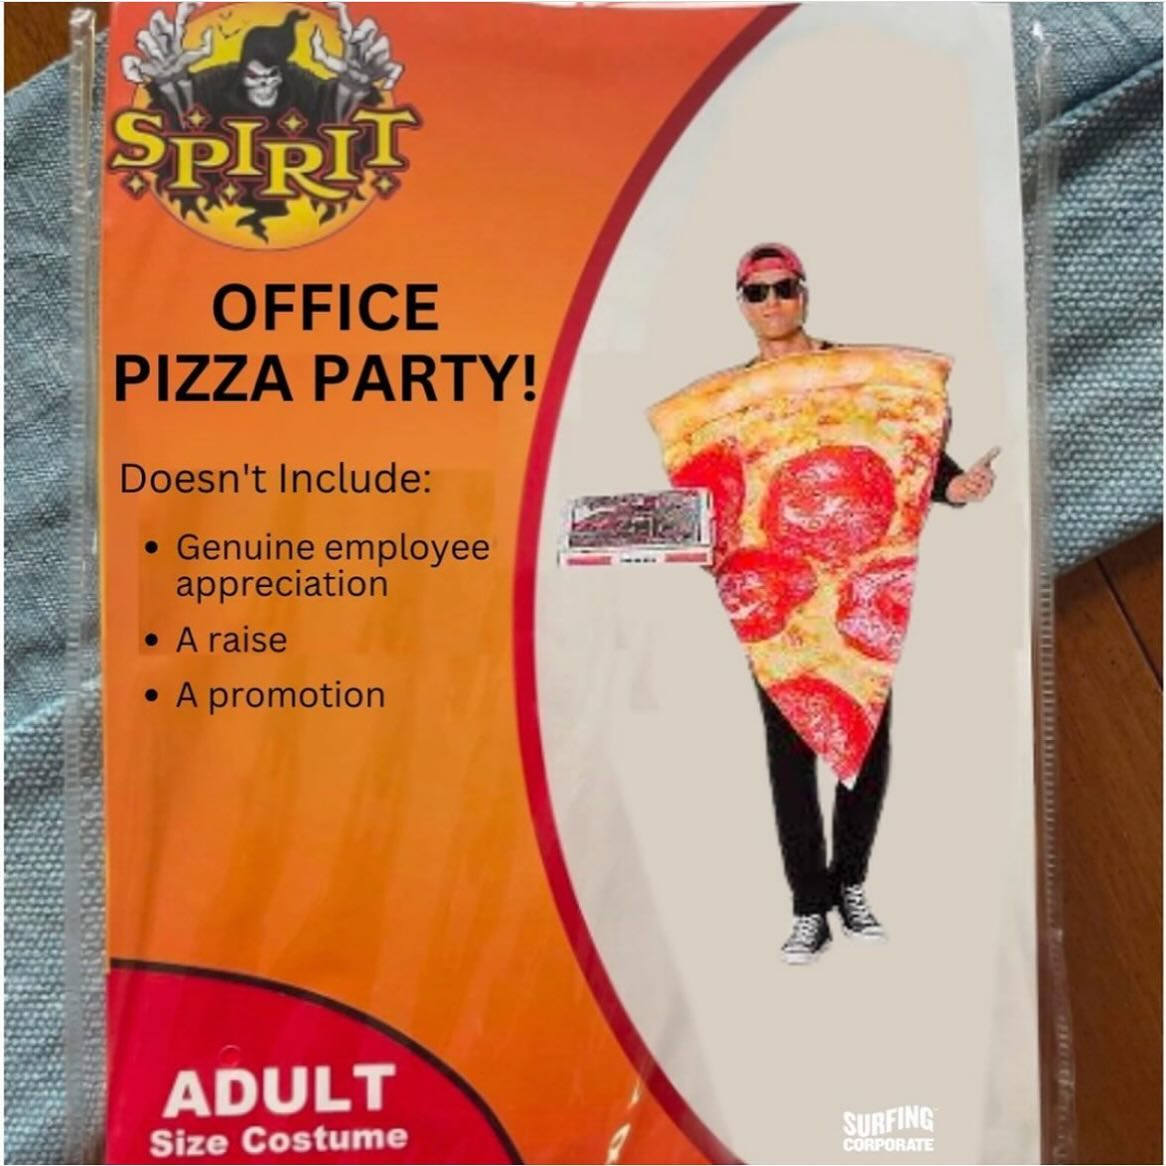 SPIRIT
OFFICE
PIZZA PARTY!
Doesn't Include:
• Genuine employee
appreciation
• A raise
• A promotion
ADULT
Size Costume
SURFING
CORPORATE